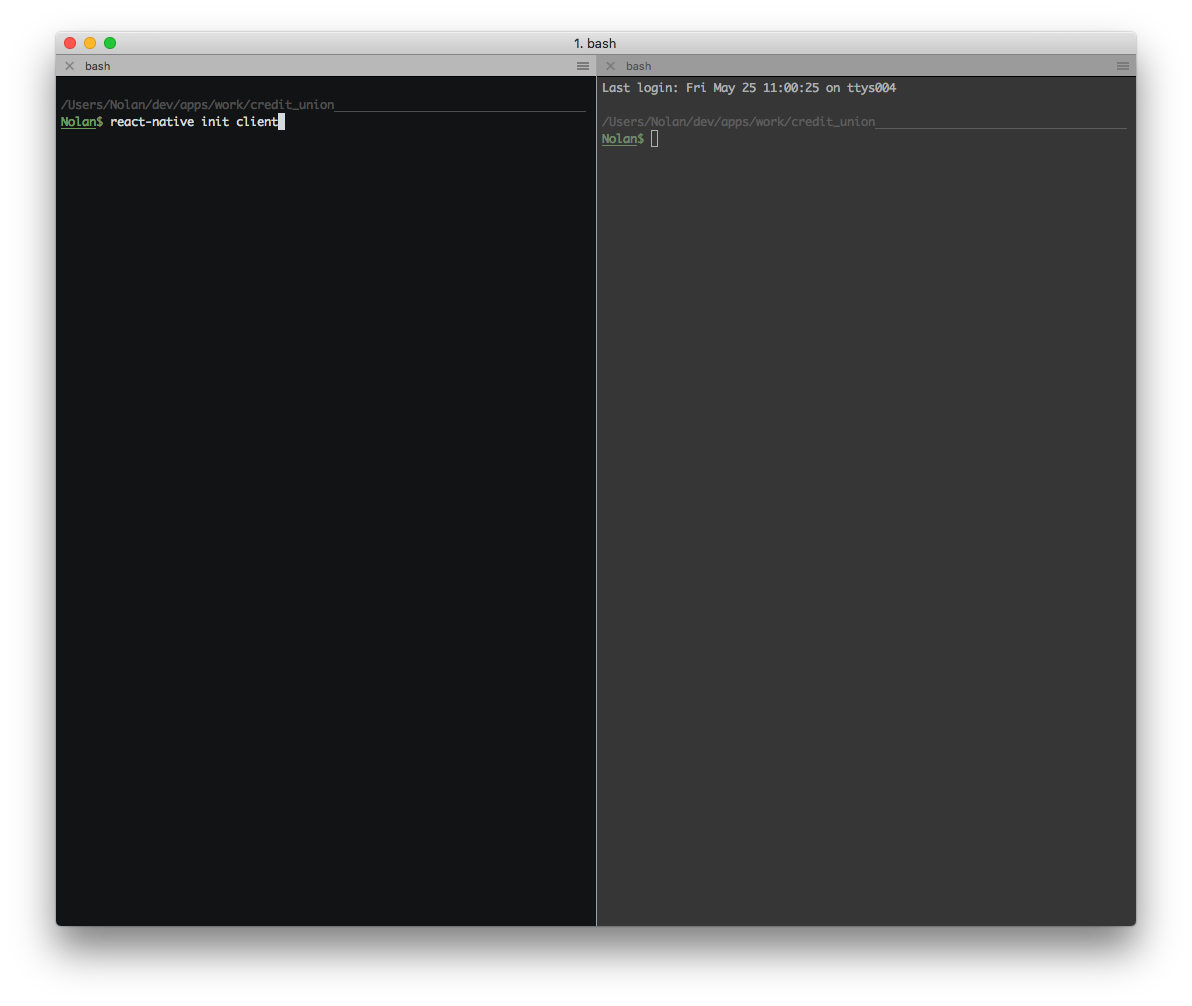 1. bash
bash
/Users/Nolan/dev/apps/work/credit_union
Nolan$ react-native init client
bash
Last login: Fri May 25 11:00:25 on ttys004
/Users/Nolan/dev/apps/work/credit_union
Nolan$